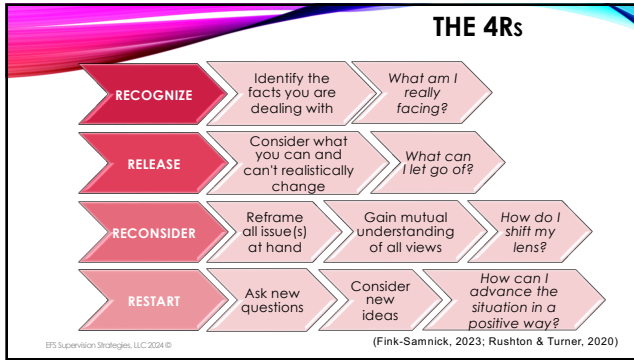 THE 4Rs
RECOGNIZE
Identify the
facts you are
dealing with
What am I
really
facing?
RELEASE
Consider what
you can and
can't realistically
change
What can
I let go of?
RECONSIDER
Reframe
all issue(s)
at hand
Gain mutual
understanding
of all views
How do I
shift my
lens?
RESTART
Ask new
questions
Consider
new
ideas
How can I
advance the
situation in a
positive way?
EFS Supervision Strategies, LLC 2024 ©
(Fink-Samnick, 2023; Rushton & Turner, 2020)